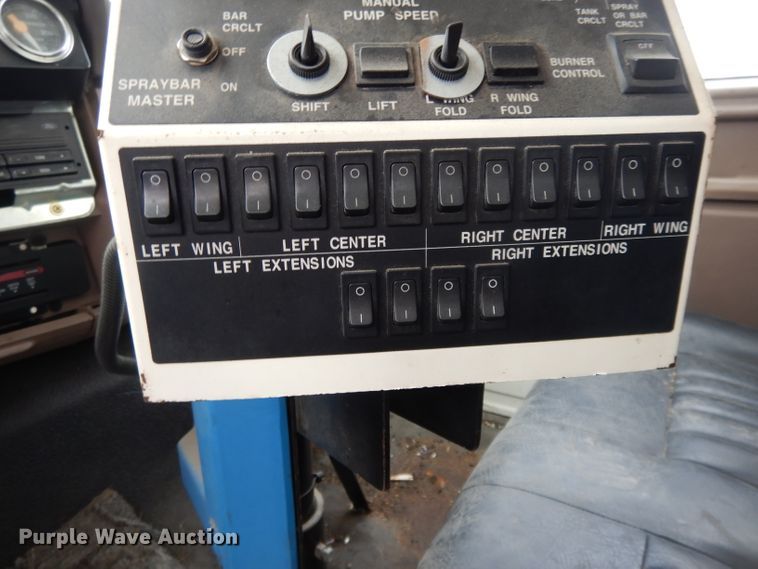 MANUAL
PUMP SPEED
BAR
CRCLT
OFF
SPRAYBAR
MASTER
ON
SHIFT
LIFT
L WING
FOLD
R WING
FOLD
TANK
CRCLT
SPRAY
OR BAR
CRCLT
OFF
BURNER
CONTROL
LEFT WING
LEFT CENTER
RIGHT CENTER
RIGHT WING
LEFT EXTENSIONS
RIGHT EXTENSIONS
Purple Wave Auction